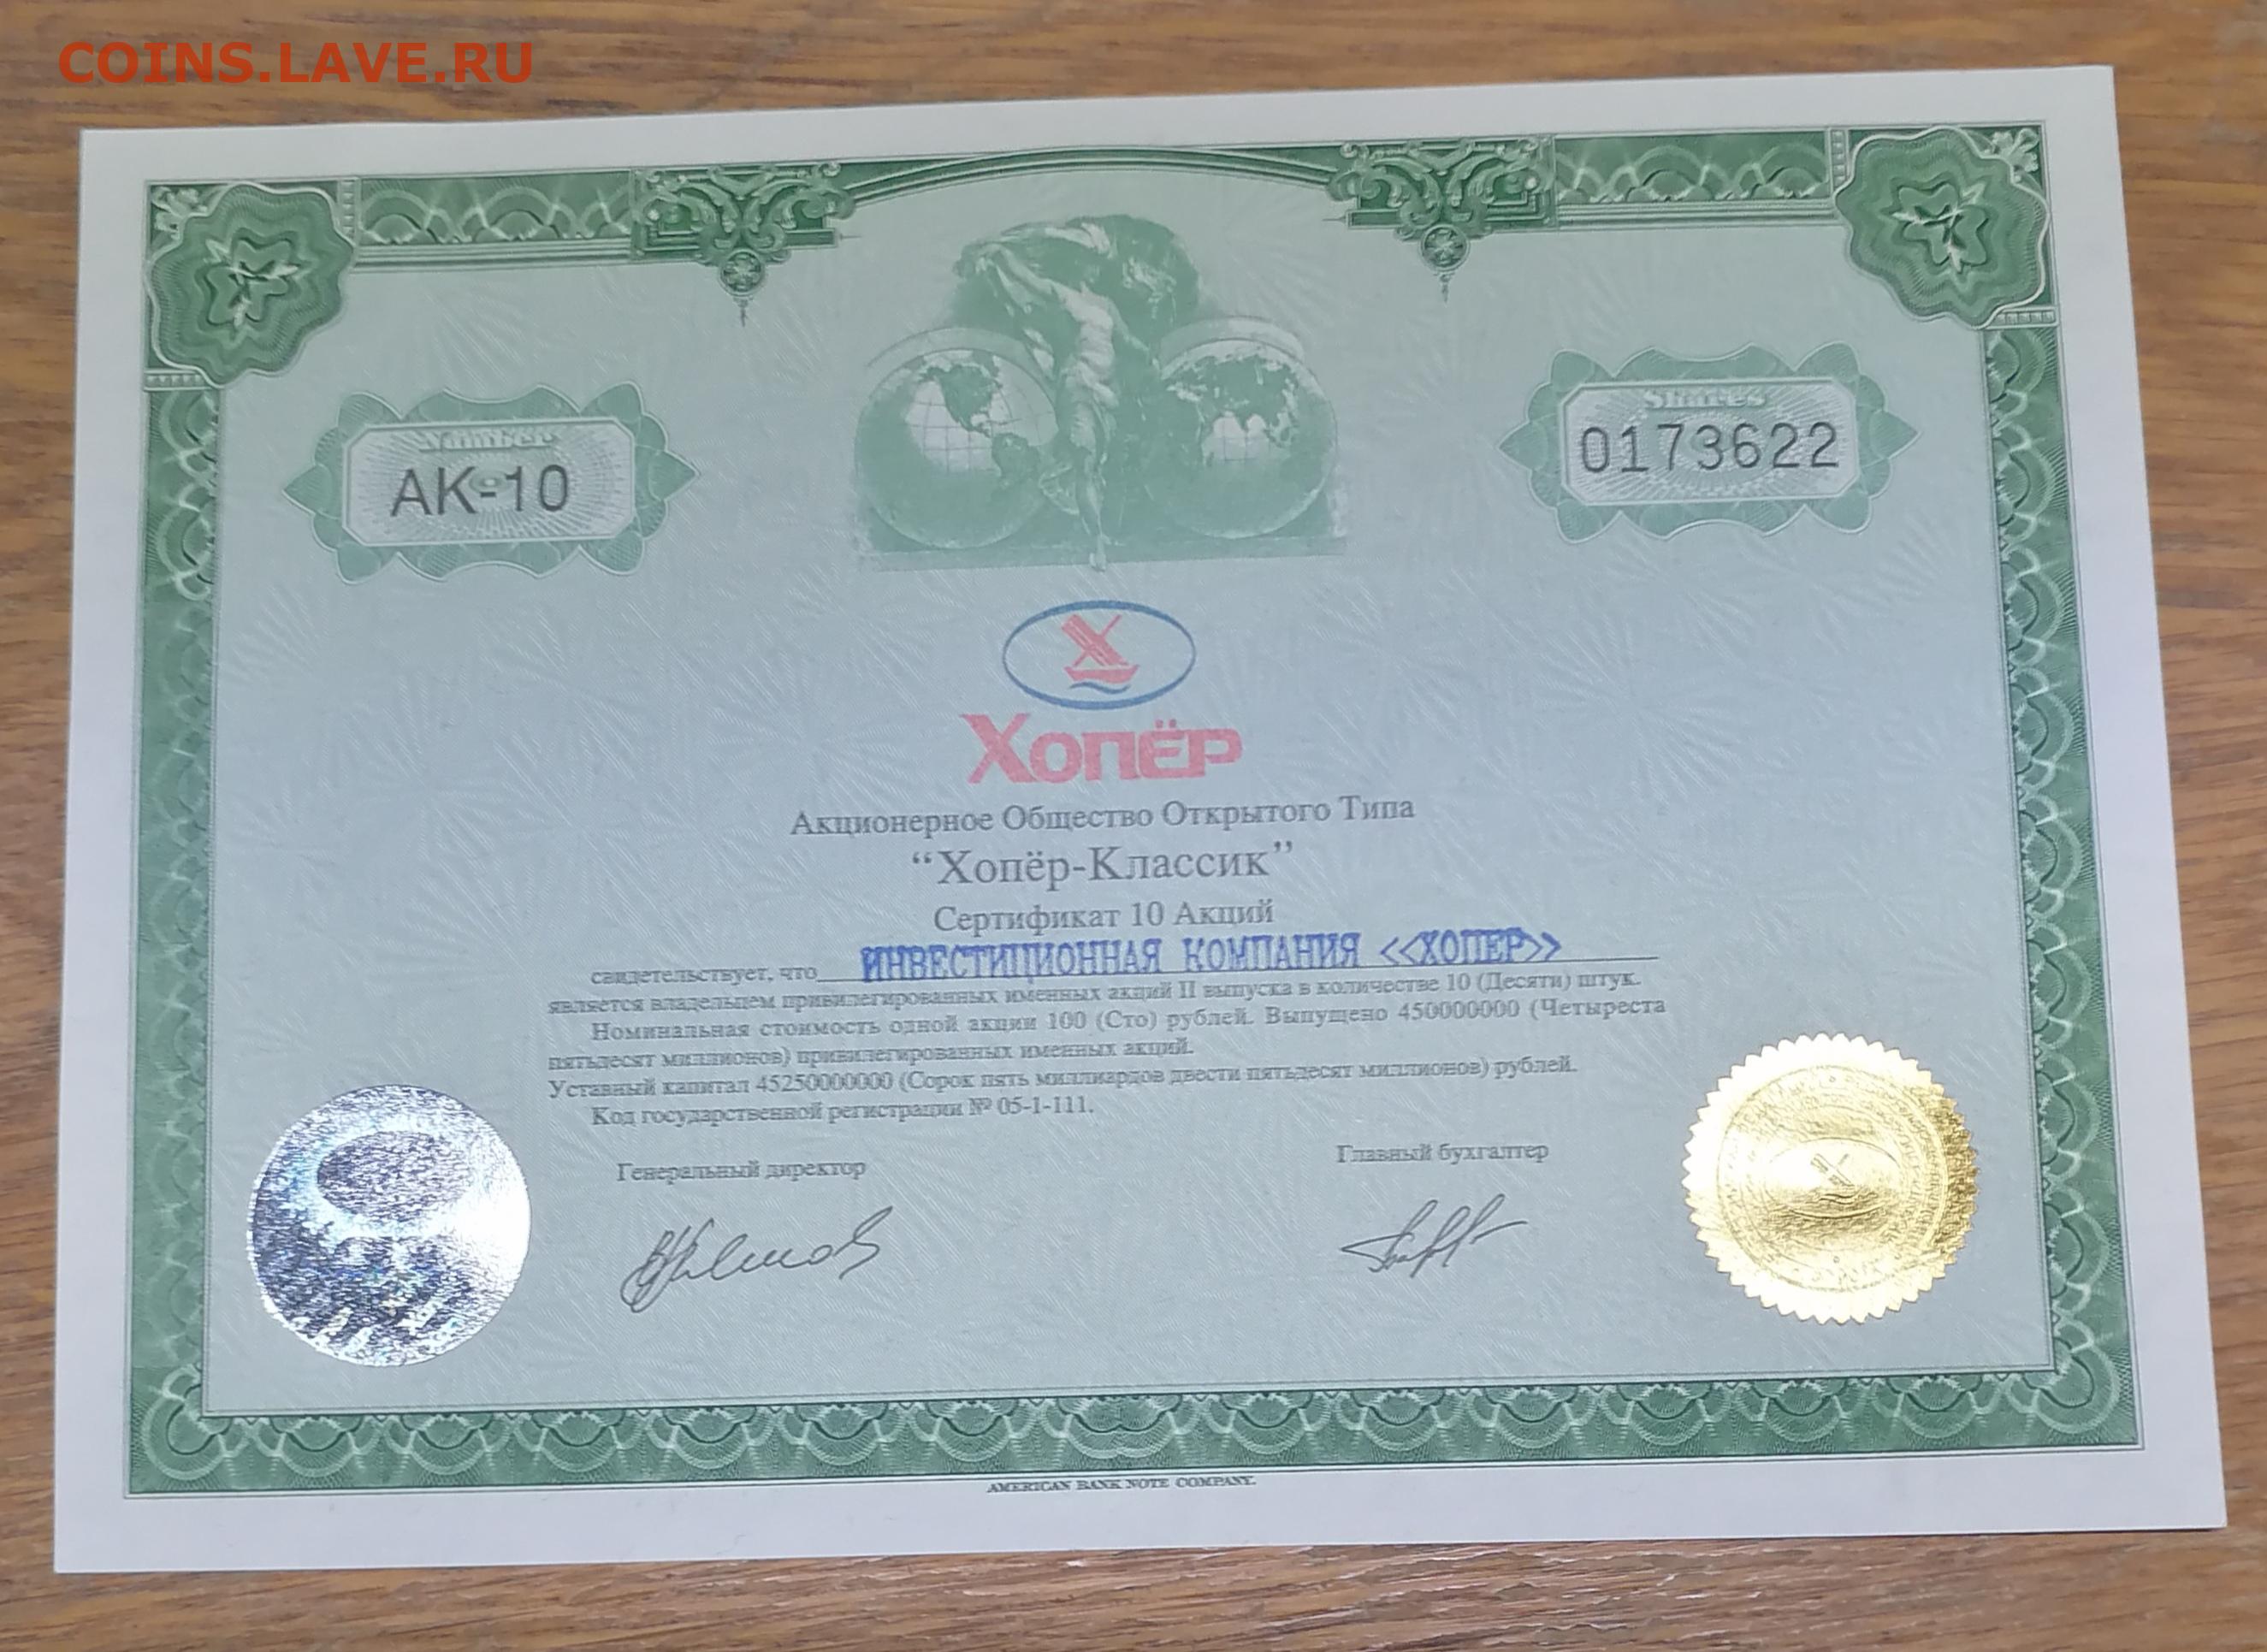 COINS.LAVE.RU
Number
AK-10
Shares
0173622
ХОПЁР
Акционерное Общество Открытого Типа
“Хопёр-Классик”
Сертификат 10 Акций
свидетельствует, что ИНВЕСТИЦИОННАЯ КОМПАНИЯ <<ХОПЕР>>
является владельцем привилегированных именных акций II выпуска в количестве 10 (Десяти) штук.
Номинальная стоимость одной акции 100 (Сто) рублей. Выпущено 450000000 (Четыреста
пятьдесят миллионов) привилегированных именных акций.
Уставный капитал 45250000000 (Сорок пять миллиардов двести пятьдесят миллионов) рублей.
Код государственной регистрации № 05-1-111.
Генеральный директор
Главный бухгалтер
AMERICAN BANK NOTE COMPANY.